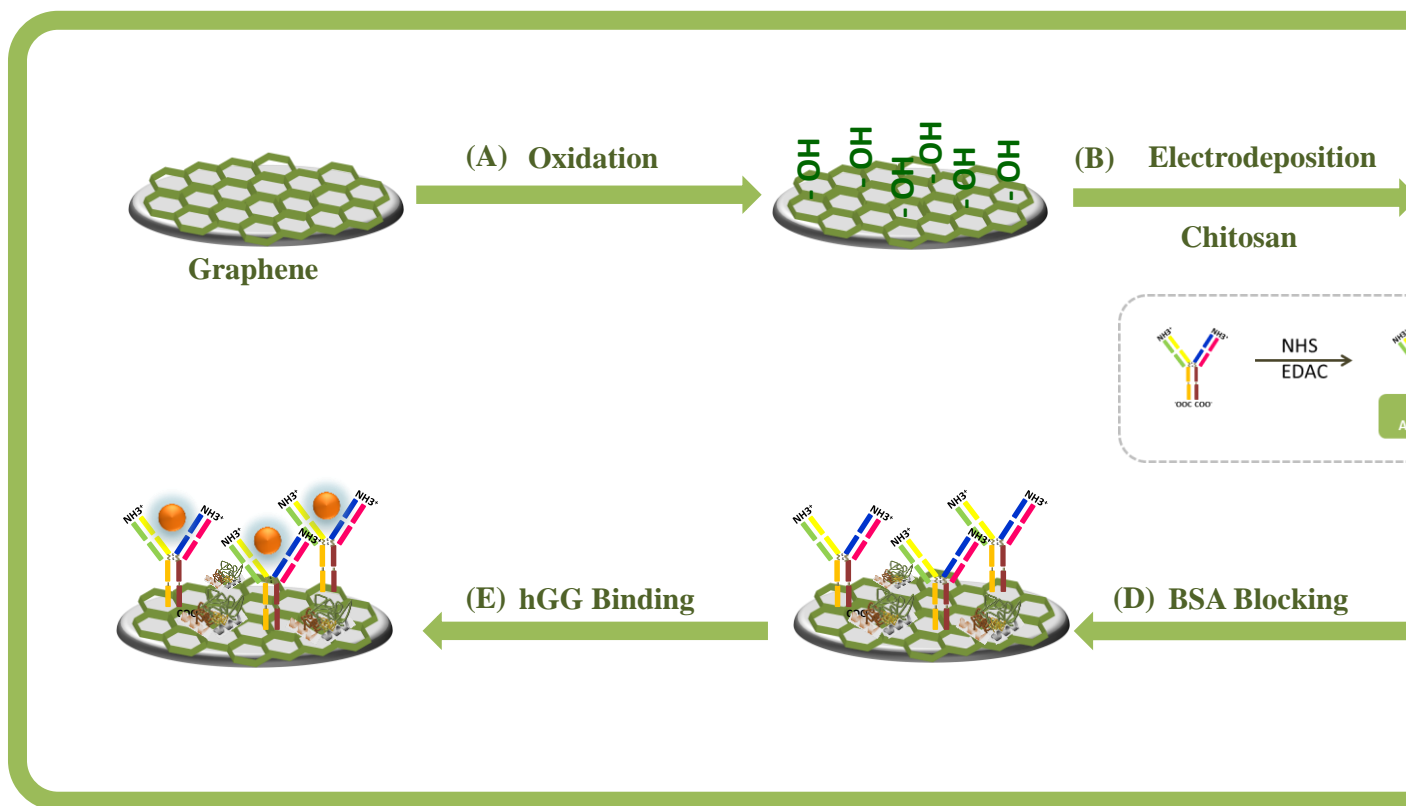 (A) Oxidation
(B) Electrodeposition
-OH -OH -OH -OH -OH -OH
Chitosan
Graphene
NH3⁺ NH3⁺ NH3⁺
NHS
EDAC
⁻OOC COO⁻
A
NH3⁺ NH3⁺ NH3⁺ NH3⁺ NH3⁺
NH3⁺ NH3⁺ NH3⁺ NH3⁺ NH3⁺
(E) hGG Binding
(D) BSA Blocking